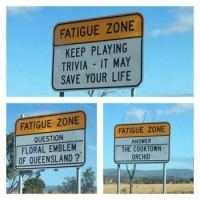 FATIGUE ZONE
KEEP PLAYING
TRIVIA - IT MAY
SAVE YOUR LIFE
FATIGUE ZONE
QUESTION
FLORAL EMBLEM
OF QUEENSLAND?
FATIGUE ZONE
ANSWER
THE COOKTOWN
ORCHID